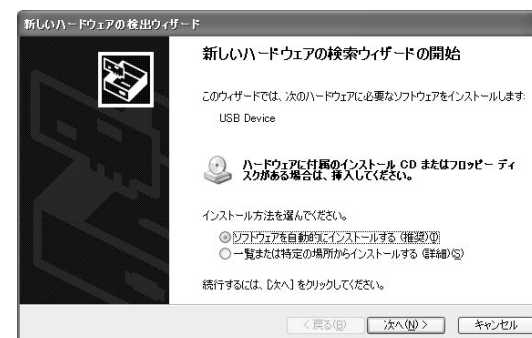 新しいハードウェアの検出ウィザード
新しいハードウェアの検索ウィザードの開始
このウィザードでは、次のハードウェアに必要なソフトウェアをインストールします:
USB Device
ハードウェアに付属のインストール CD またはフロッピー ディ
スクがある場合は、挿入してください。
インストール方法を選んでください。
ソフトウェアを自動的にインストールする (推奨)(I)
一覧または特定の場所からインストールする (詳細)(S)
続行するには、[次へ] をクリックしてください。
< 戻る(B)
次へ(N) >
キャンセル